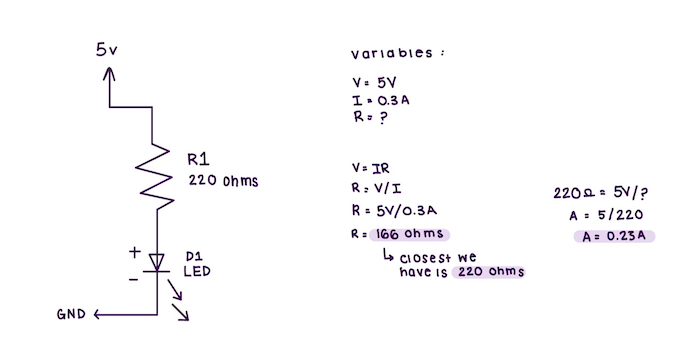 5v
R1
220 ohms
+
D1
LED
-
GND
variables :
V = 5V
I = 0.3A
R = ?
V = IR
R = V/I
R = 5V/0.3A
R = 166 ohms
↳ closest we
have is 220 ohms
220Ω = 5V/?
A = 5/220
A = 0.23A